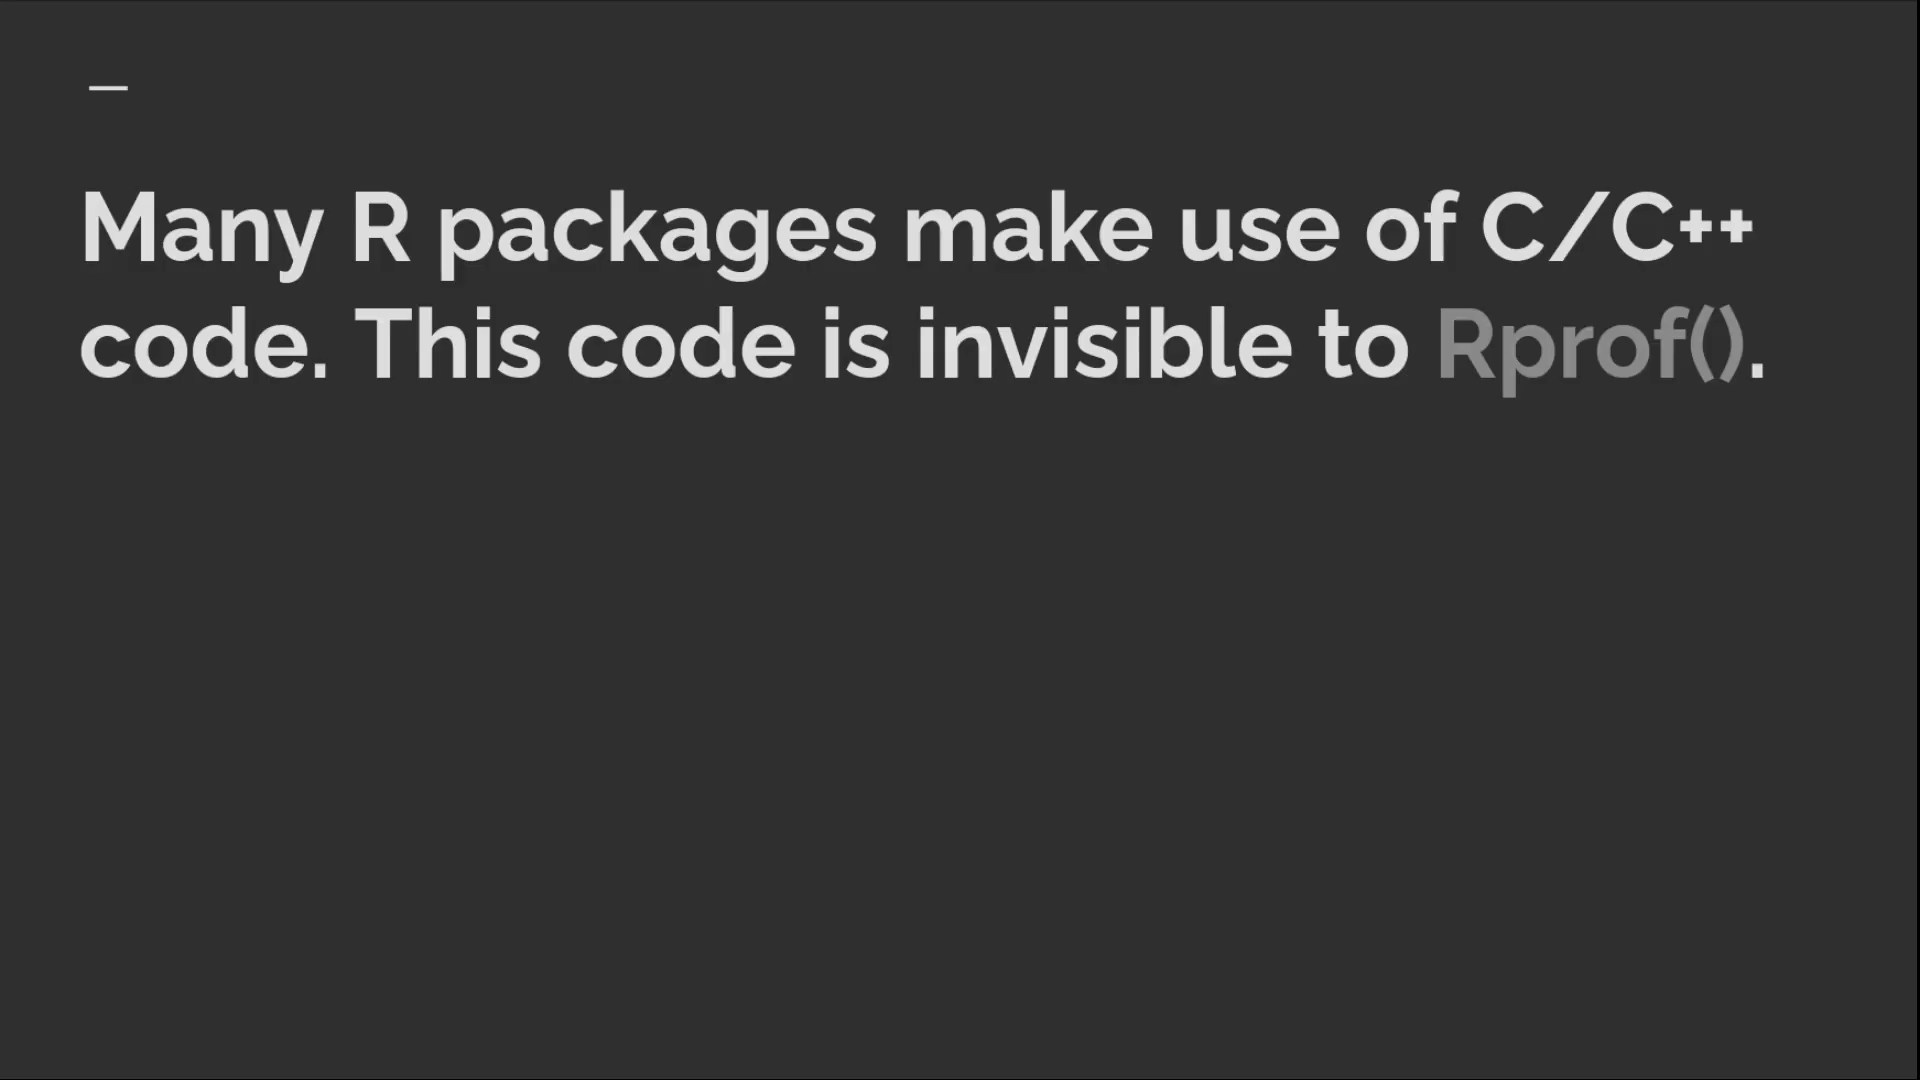 Many R packages make use of C/C++
code. This code is invisible to Rprof().